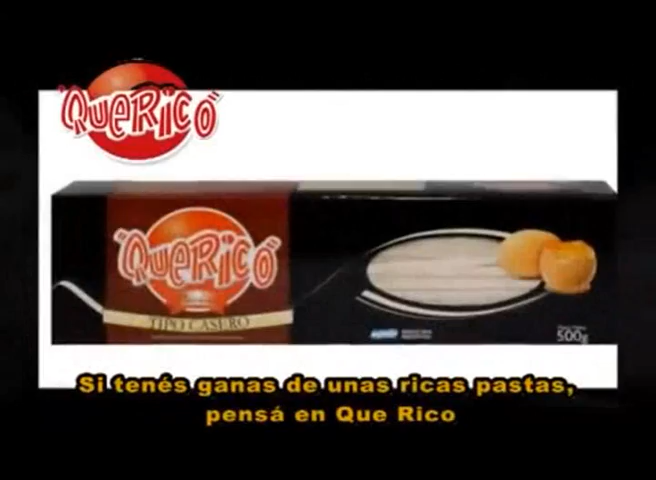 "QUERICO"
"QUERICO"
TIPO CASERO
500g
Si tenés ganas de unas ricas pastas,
pensá en Que Rico